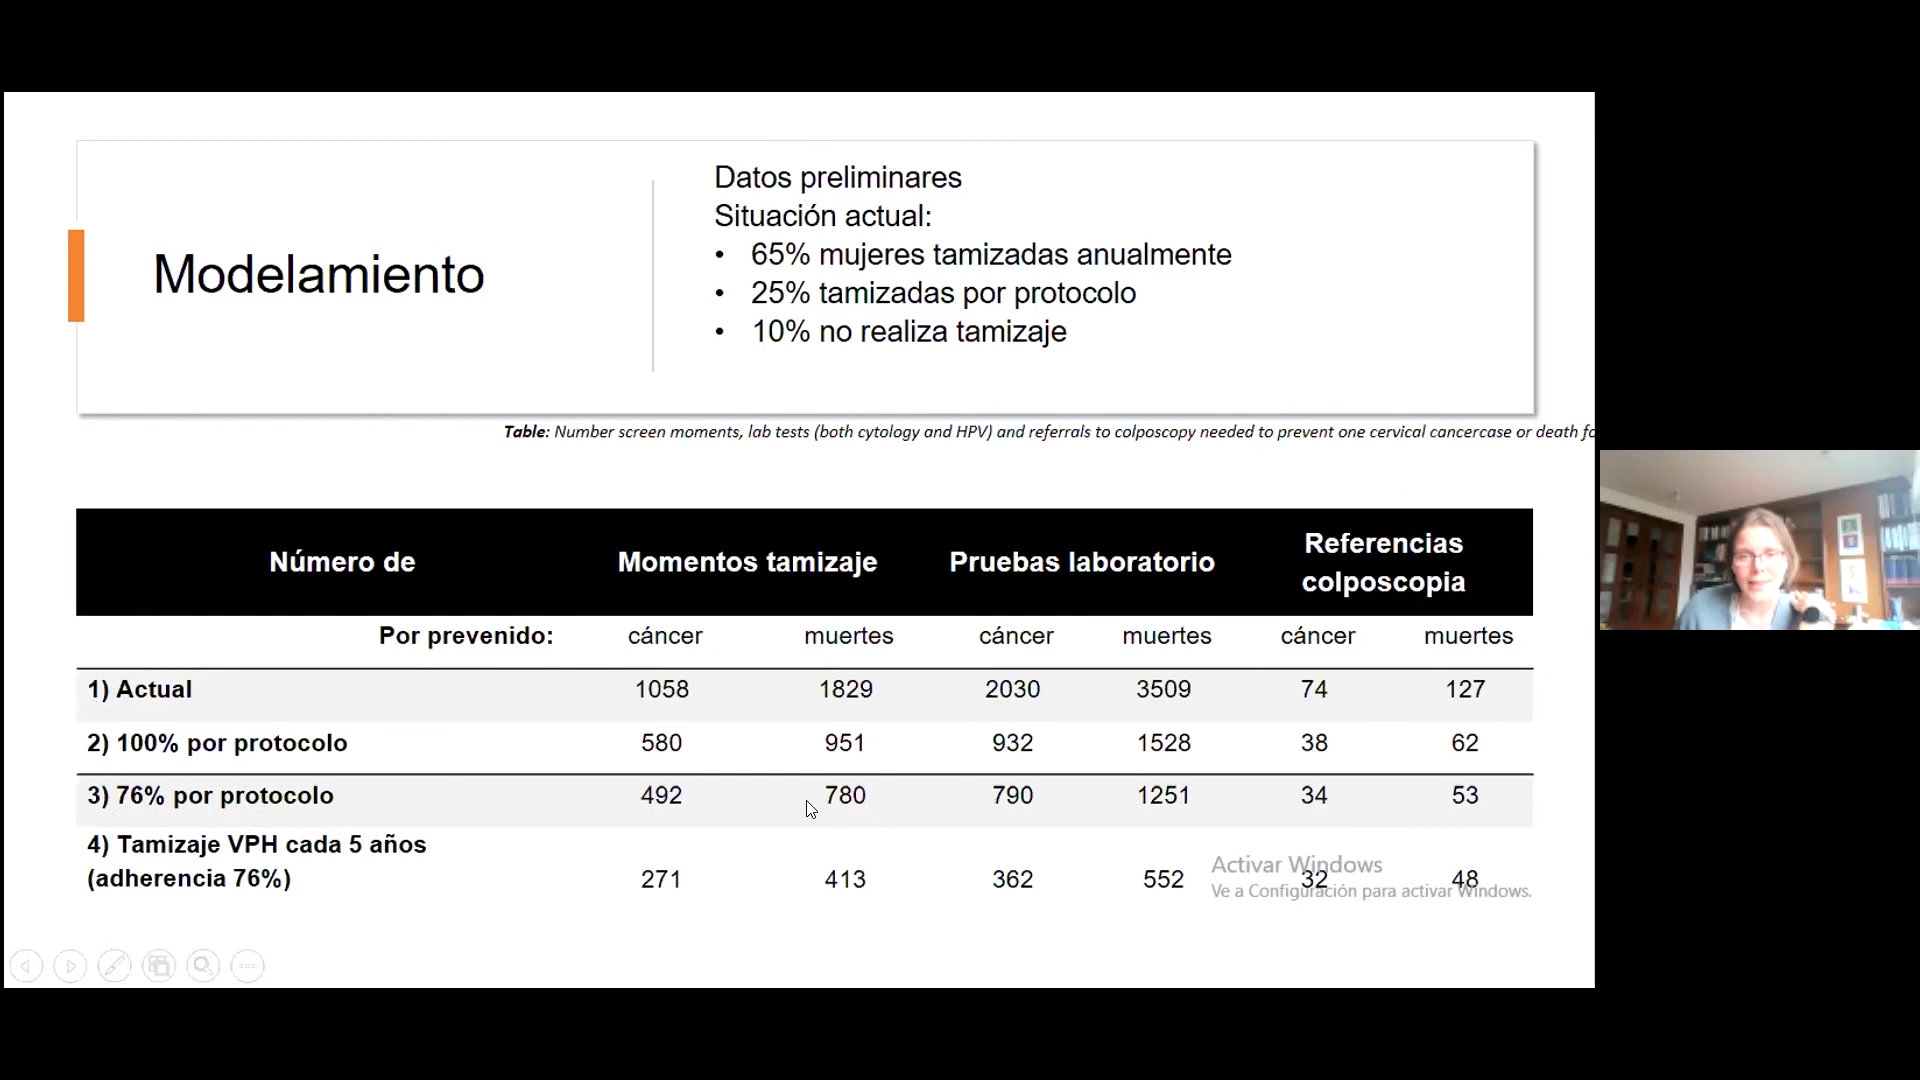 Modelamiento
Datos preliminares
Situación actual:
• 65% mujeres tamizadas anualmente
• 25% tamizadas por protocolo
• 10% no realiza tamizaje
Table: Number screen moments, lab tests (both cytology and HPV) and referrals to colposcopy needed to prevent one cervical cancercase or death fo
Número de Momentos tamizaje Pruebas laboratorio Referencias colposcopia
Por prevenido: cáncer muertes cáncer muertes cáncer muertes
1) Actual 1058 1829 2030 3509 74 127
2) 100% por protocolo 580 951 932 1528 38 62
3) 76% por protocolo 492 780 790 1251 34 53
4) Tamizaje VPH cada 5 años
(adherencia 76%) 271 413 362 552 32 48
Activar Windows
Ve a Configuración para activar Windows.